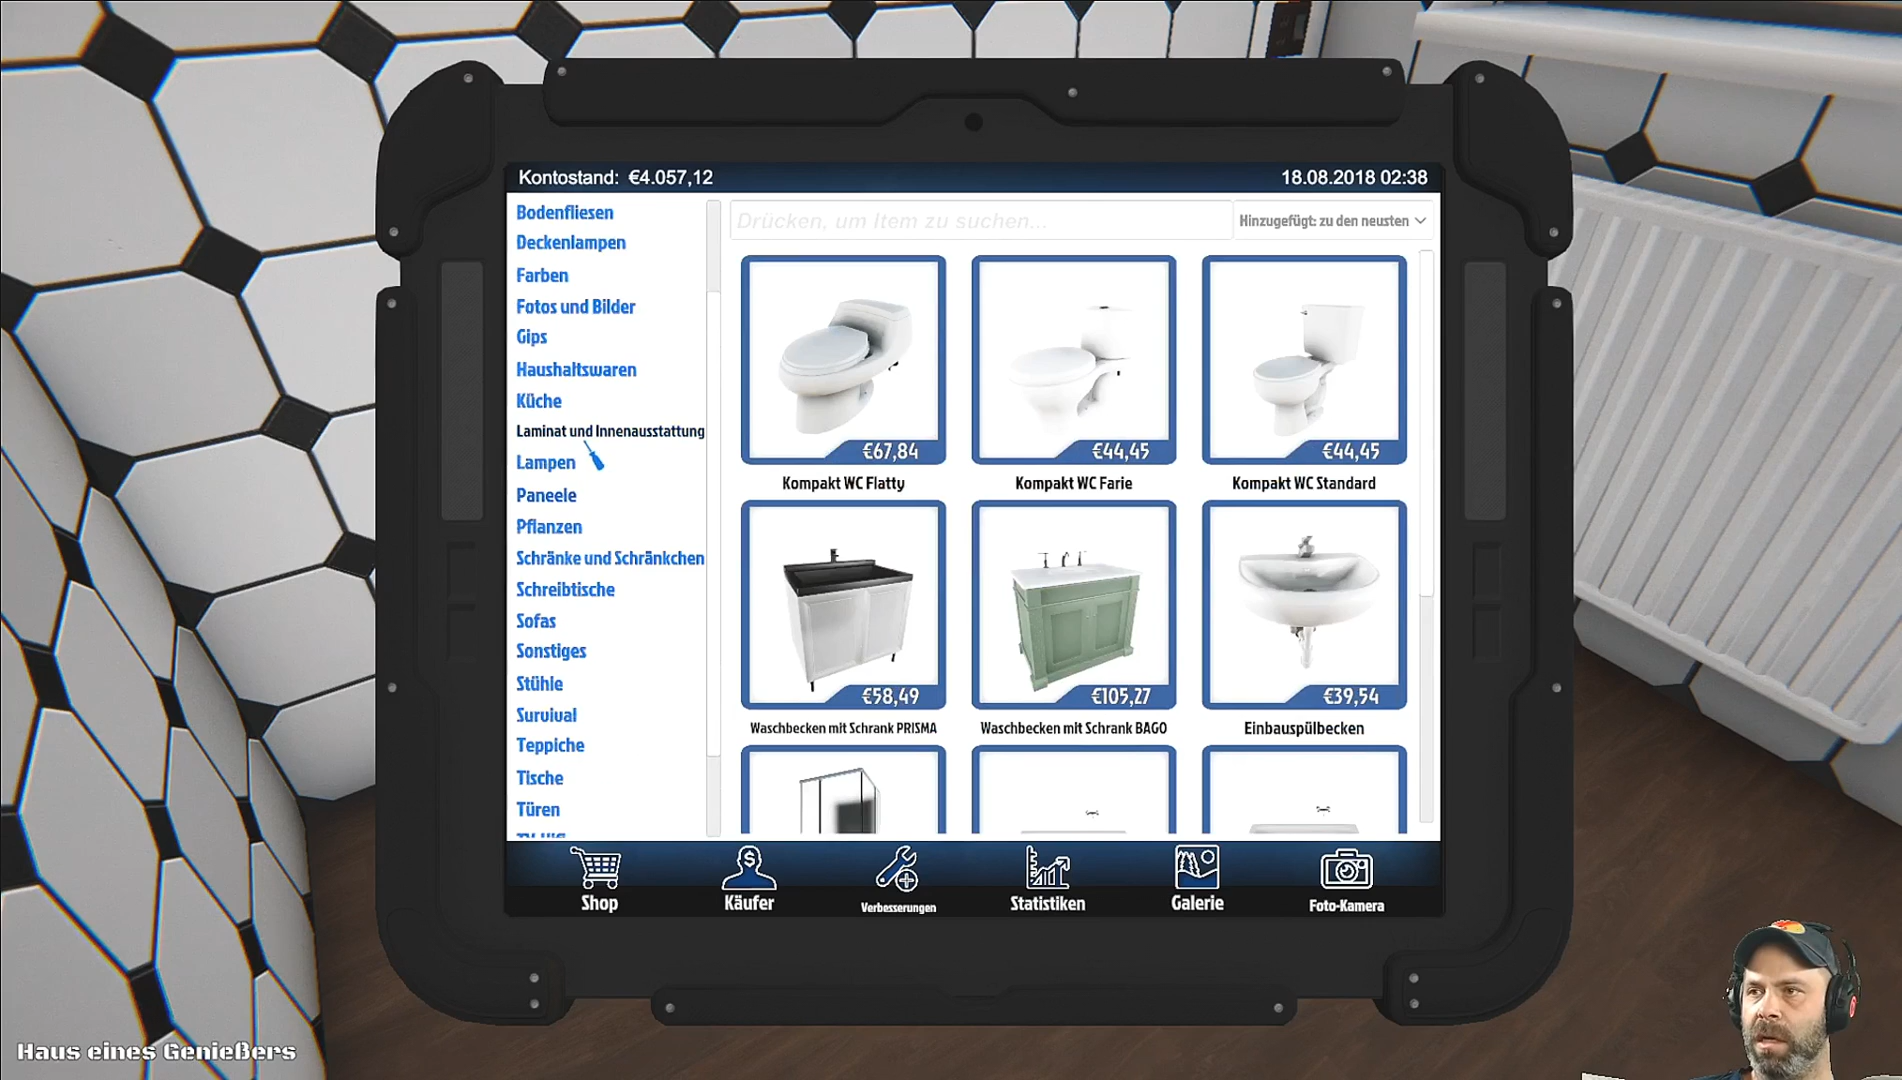 Kontostand: €4.057,12
18.08.2018 02:38
Bodenfliesen
Deckenlampen
Farben
Fotos und Bilder
Gips
Haushaltswaren
Küche
Laminat und Innenausstattung
Lampen
Paneele
Pflanzen
Schränke und Schränkchen
Schreibtische
Sofas
Sonstiges
Stühle
Survival
Teppiche
Tische
Türen
Drücken, um Item zu suchen...
Hinzugefügt: zu den neusten
€67,84
€44,45
€44,45
Kompakt WC Flatty
Kompakt WC Farie
Kompakt WC Standard
€58,49
€105,27
€39,54
Waschbecken mit Schrank PRISMA
Waschbecken mit Schrank BAGO
Einbauspülbecken
Shop
Käufer
Verbesserungen
Statistiken
Galerie
Foto-Kamera
Haus eines Genießers